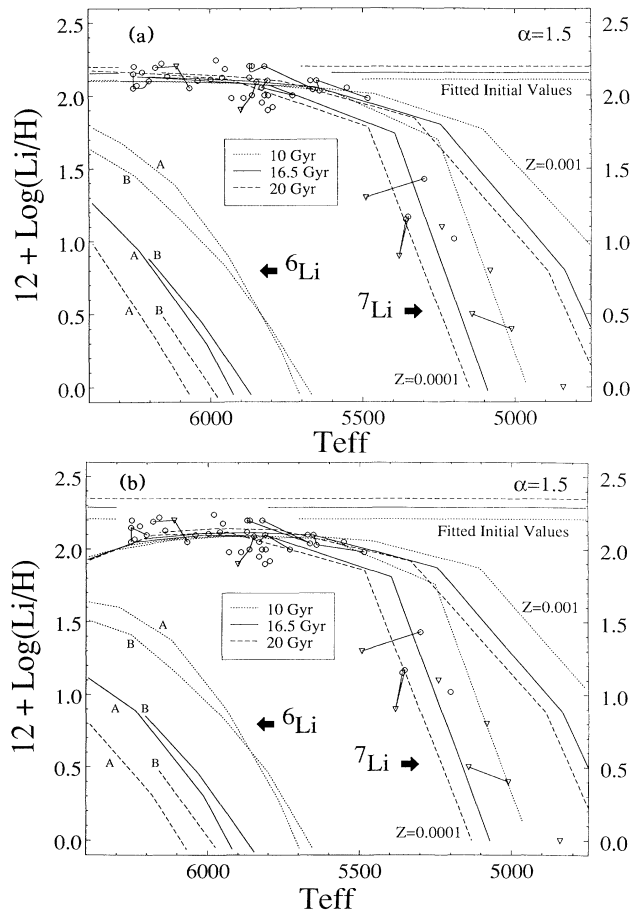 2.5
(a)
α=1.5
2.5
2.0
2.0
Fitted Initial Values
1.5
A
B
10 Gyr
16.5 Gyr
20 Gyr
Z=0.001
1.5
12 + Log(Li/H)
1.0
A
B
⁶Li
1.0
0.5
A
B
⁷Li
0.5
0.0
Z=0.0001
0.0
6000
5500
5000
Teff
2.5
(b)
α=1.5
2.5
2.0
Fitted Initial Values
2.0
1.5
A
B
10 Gyr
16.5 Gyr
20 Gyr
Z=0.001
1.5
12 + Log(Li/H)
1.0
A
B
⁶Li
1.0
0.5
A
B
⁷Li
0.5
0.0
Z=0.0001
0.0
6000
5500
5000
Teff